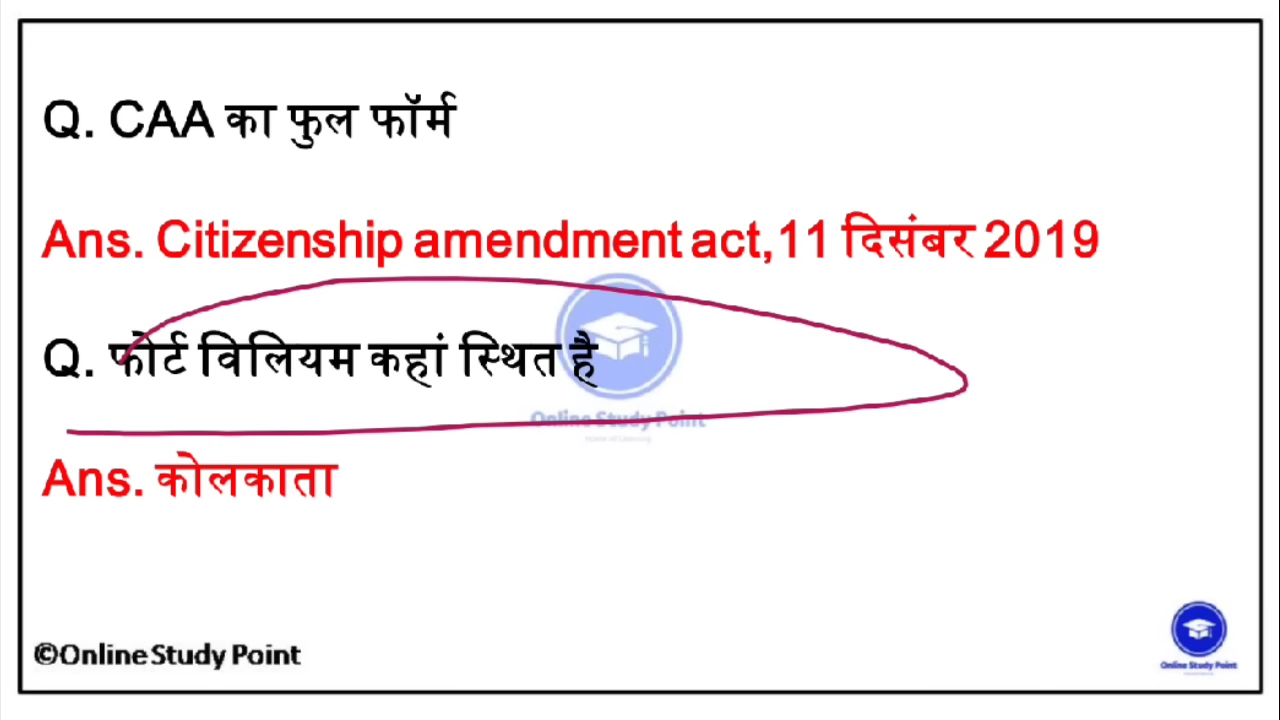 Q. CAA का फुल फॉर्म
Ans. Citizenship amendment act,11 दिसंबर 2019
Q. फोर्ट विलियम कहां स्थित है
Online Study Point
Ans. कोलकाता
©Online Study Point
Online Study Point